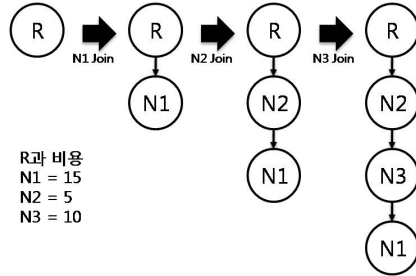 R
N1 Join
R
N1
N2 Join
R
N2
N1
N3 Join
R
N2
N3
N1
R과 비용
N1 = 15
N2 = 5
N3 = 10